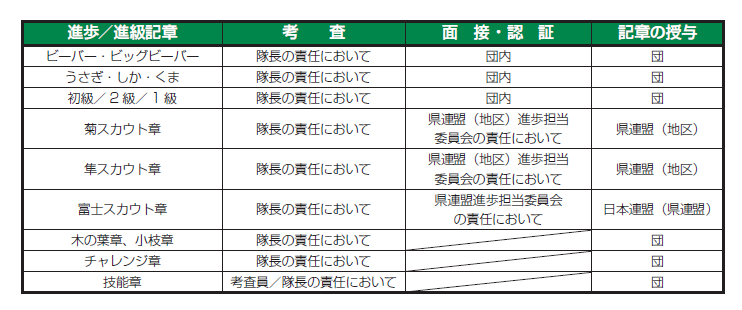 進歩／進級記章 考　査 面　接・認　証 記章の授与
ビーバー・ビッグビーバー 隊長の責任において 団内 団
うさぎ・しか・くま 隊長の責任において 団内 団
初級／2級／1級 隊長の責任において 団内 団
菊スカウト章 隊長の責任において 県連盟（地区）進歩担当
委員会の責任において 県連盟（地区）
隼スカウト章 隊長の責任において 県連盟（地区）進歩担当
委員会の責任において 県連盟（地区）
富士スカウト章 隊長の責任において 県連盟進歩担当委員会
の責任において 日本連盟（県連盟）
木の葉章、小枝章 隊長の責任において 団
チャレンジ章 隊長の責任において 団
技能章 考査員／隊長の責任において 団